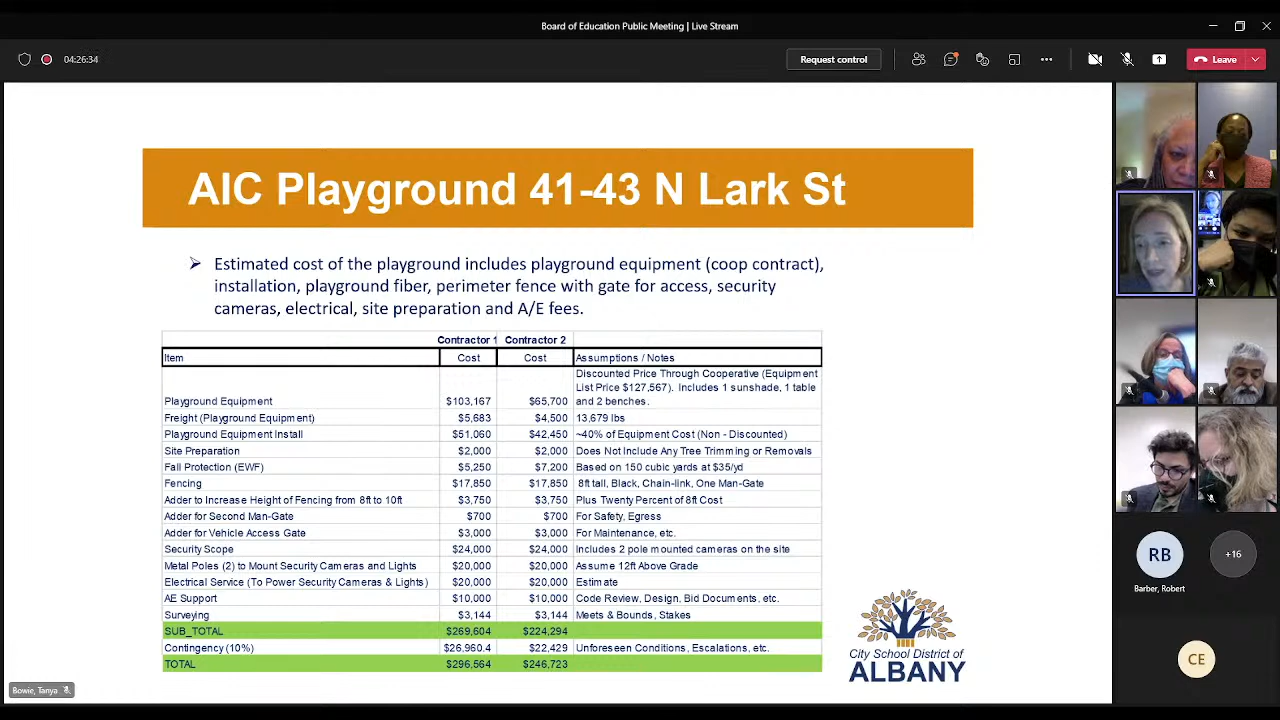 Board of Education Public Meeting | Live Stream
04:26:34
Request control
Leave
AIC Playground 41-43 N Lark St
➢ Estimated cost of the playground includes playground equipment (coop contract),
installation, playground fiber, perimeter fence with gate for access, security
cameras, electrical, site preparation and A/E fees.
Contractor 1 Contractor 2
Item Cost Cost Assumptions / Notes
Discounted Price Through Cooperative (Equipment
List Price $127,567). Includes 1 sunshade, 1 table
Playground Equipment $103,167 $65,700 and 2 benches.
Freight (Playground Equipment) $5,683 $4,500 13,679 lbs
Playground Equipment Install $51,060 $42,450 ~40% of Equipment Cost (Non - Discounted)
Site Preparation $2,000 $2,000 Does Not Include Any Tree Trimming or Removals
Fall Protection (EWF) $5,250 $7,200 Based on 150 cubic yards at $35/yd
Fencing $17,850 $17,850 8ft tall, Black, Chain-link, One Man-Gate
Adder to Increase Height of Fencing from 8ft to 10ft $3,750 $3,750 Plus Twenty Percent of 8ft Cost
Adder for Second Man-Gate $700 $700 For Safety, Egress
Adder for Vehicle Access Gate $3,000 $3,000 For Maintenance, etc.
Security Scope $24,000 $24,000 Includes 2 pole mounted cameras on the site
Metal Poles (2) to Mount Security Cameras and Lights $20,000 $20,000 Assume 12ft Above Grade
Electrical Service (To Power Security Cameras & Lights) $20,000 $20,000 Estimate
AE Support $10,000 $10,000 Code Review, Design, Bid Documents, etc.
Surveying $3,144 $3,144 Meets & Bounds, Stakes
SUB_TOTAL $269,604 $224,294
Contingency (10%) $26.960.4 $22,429 Unforeseen Conditions, Escalations, etc.
TOTAL $296,564 $246,723
City School District of
ALBANY
Bowie, Tanya
RB
+16
Barber, Robert
CE